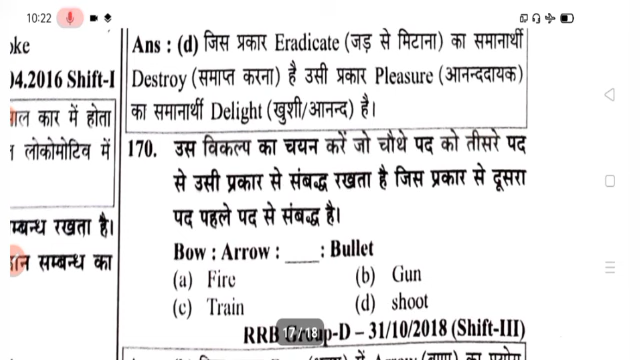 10:22
oke
04.2016 Shift-I
ाल कार में होता
लोकोमोटिव में
म्बन्ध रखता है।
सम्बन्ध का
Ans : (d) जिस प्रकार Eradicate (जड़ से मिटाना) का समानार्थी
Destroy (समाप्त करना) है उसी प्रकार Pleasure (आनन्ददायक)
का समानार्थी Delight (खुशी/आनन्द) है।
170. उस विकल्प का चयन करें जो चौथे पद को तीसरे पद
से उसी प्रकार से संबद्ध रखता है जिस प्रकार से दूसरा
पद पहले पद से संबद्ध है।
Bow : Arrow : ____ : Bullet
(a) Fire (b) Gun
(c) Train (d) shoot
17/18
RRB Group-D – 31/10/2018 (Shift-III)